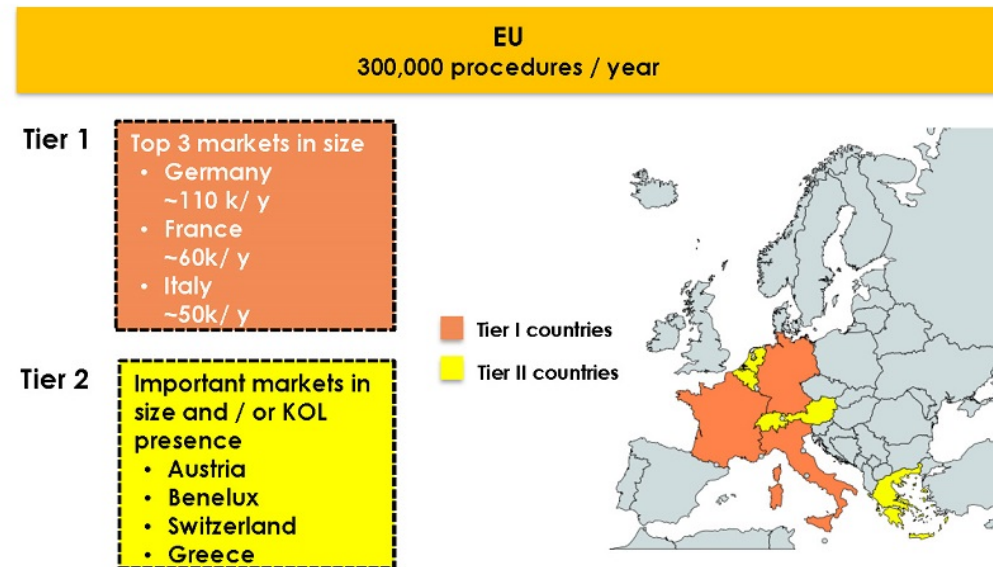 EU
300,000 procedures / year
Tier 1
Top 3 markets in size
• Germany
~110 k/ y
• France
~60k/ y
• Italy
~50k/ y
Tier 2
Important markets in
size and / or KOL
presence
• Austria
• Benelux
• Switzerland
• Greece
Tier I countries
Tier II countries